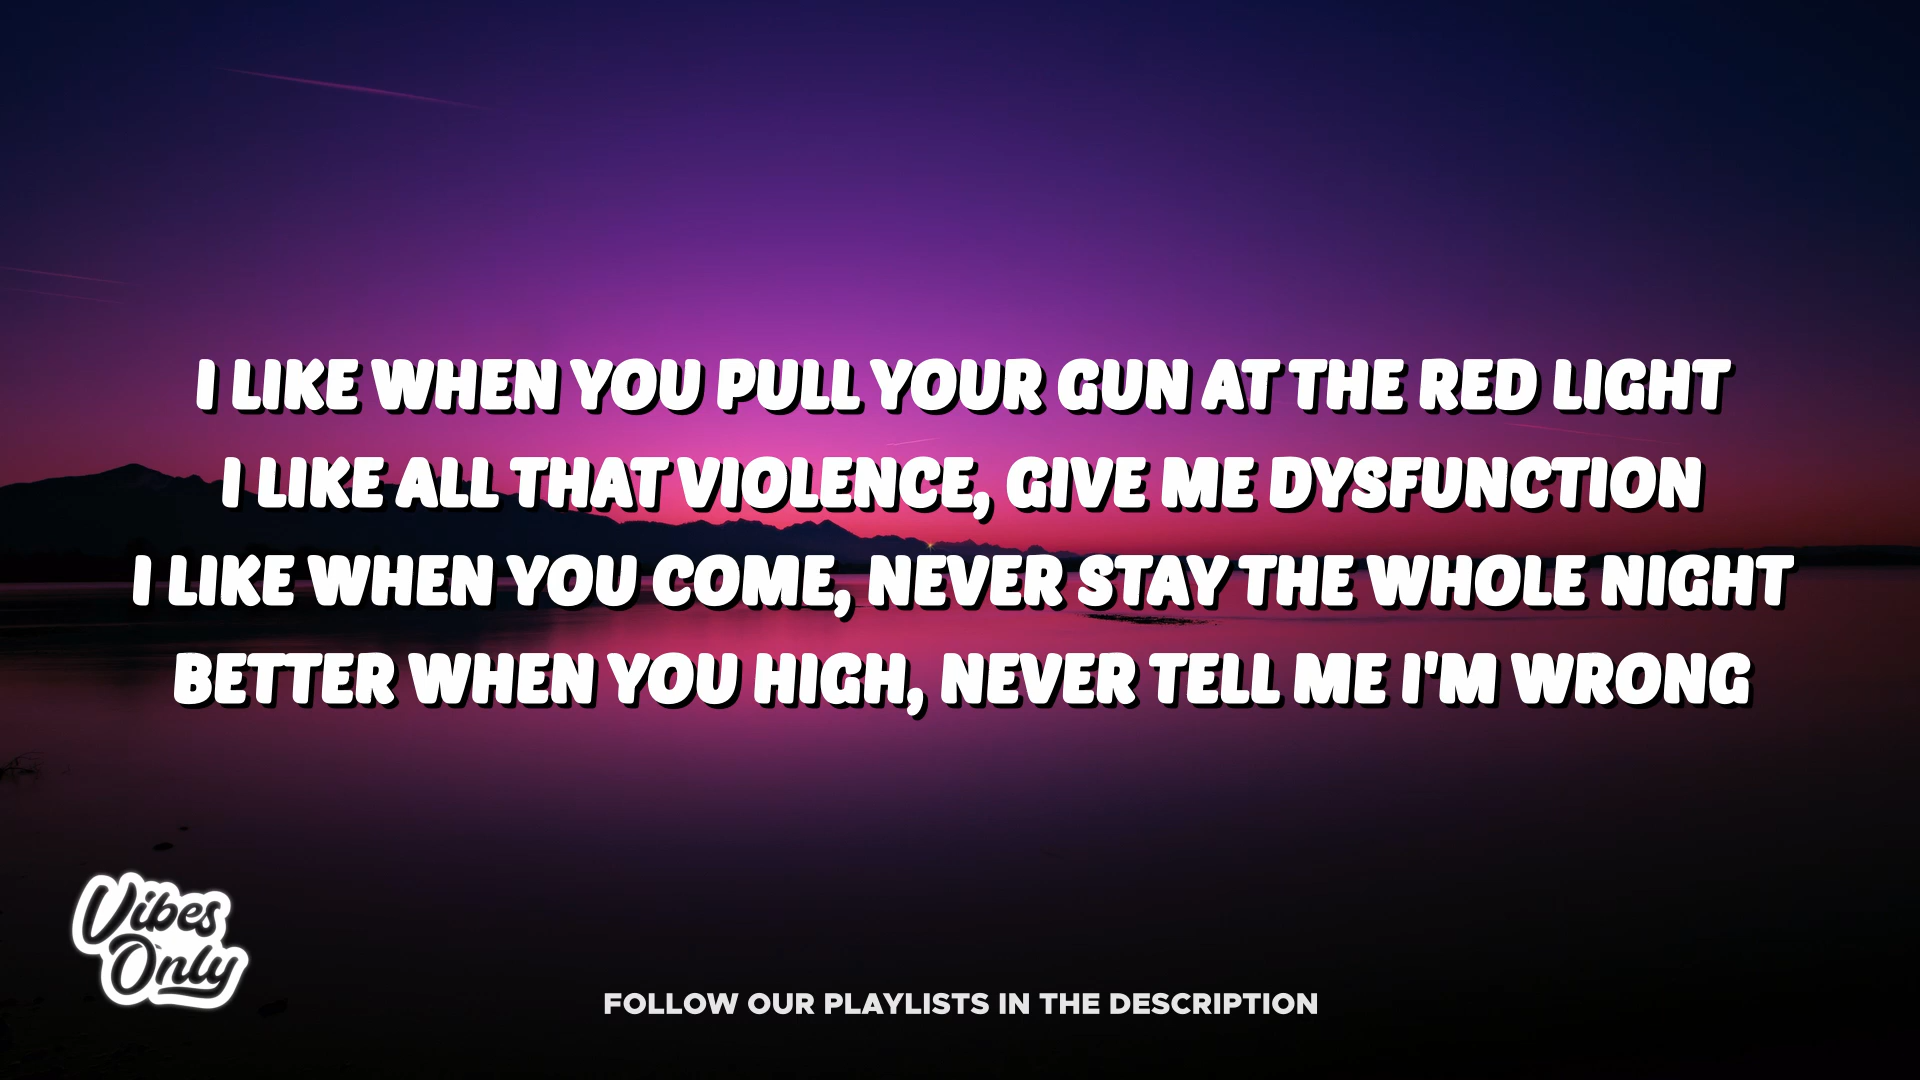 I LIKE WHEN YOU PULL YOUR GUN AT THE RED LIGHT
I LIKE ALL THAT VIOLENCE, GIVE ME DYSFUNCTION
I LIKE WHEN YOU COME, NEVER STAY THE WHOLE NIGHT
BETTER WHEN YOU HIGH, NEVER TELL ME I'M WRONG
Vibes
Only
FOLLOW OUR PLAYLISTS IN THE DESCRIPTION